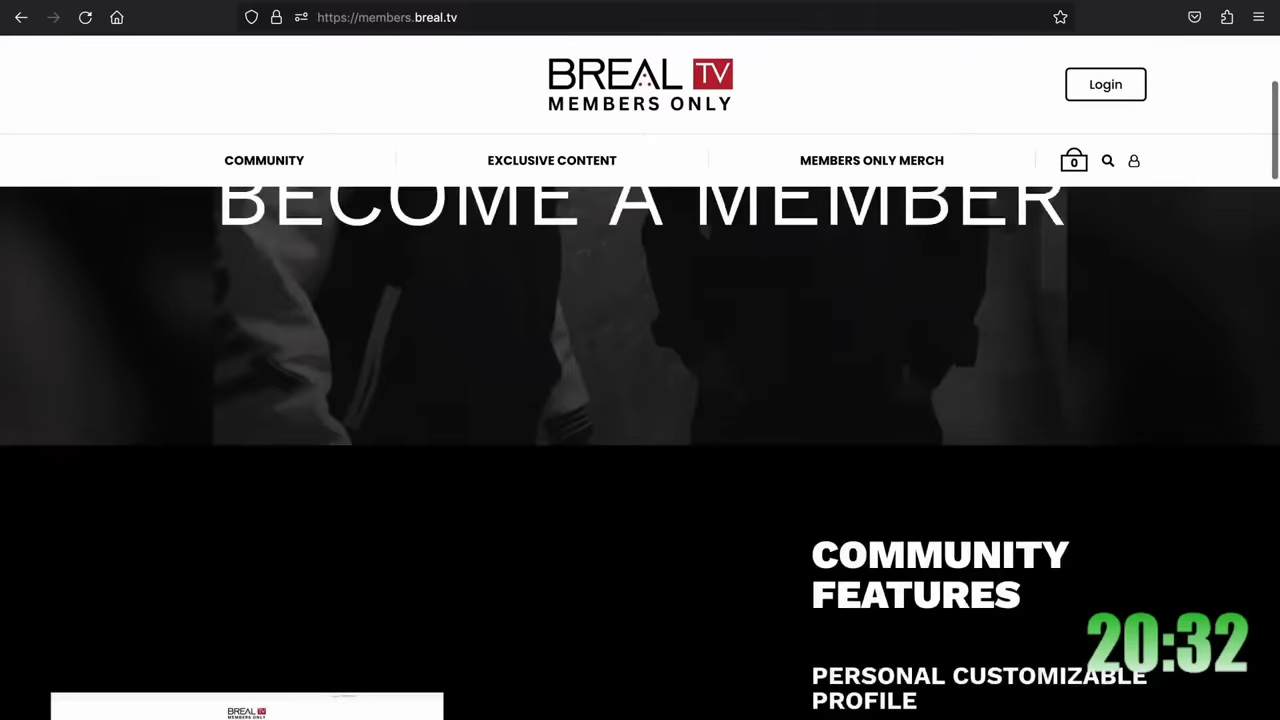 https://members.breal.tv
BREAL TV
MEMBERS ONLY
Login
COMMUNITY
EXCLUSIVE CONTENT
MEMBERS ONLY MERCH
0
BECOME A MEMBER
COMMUNITY
FEATURES
20:32
PERSONAL CUSTOMIZABLE
PROFILE
BREAL TV
MEMBERS ONLY